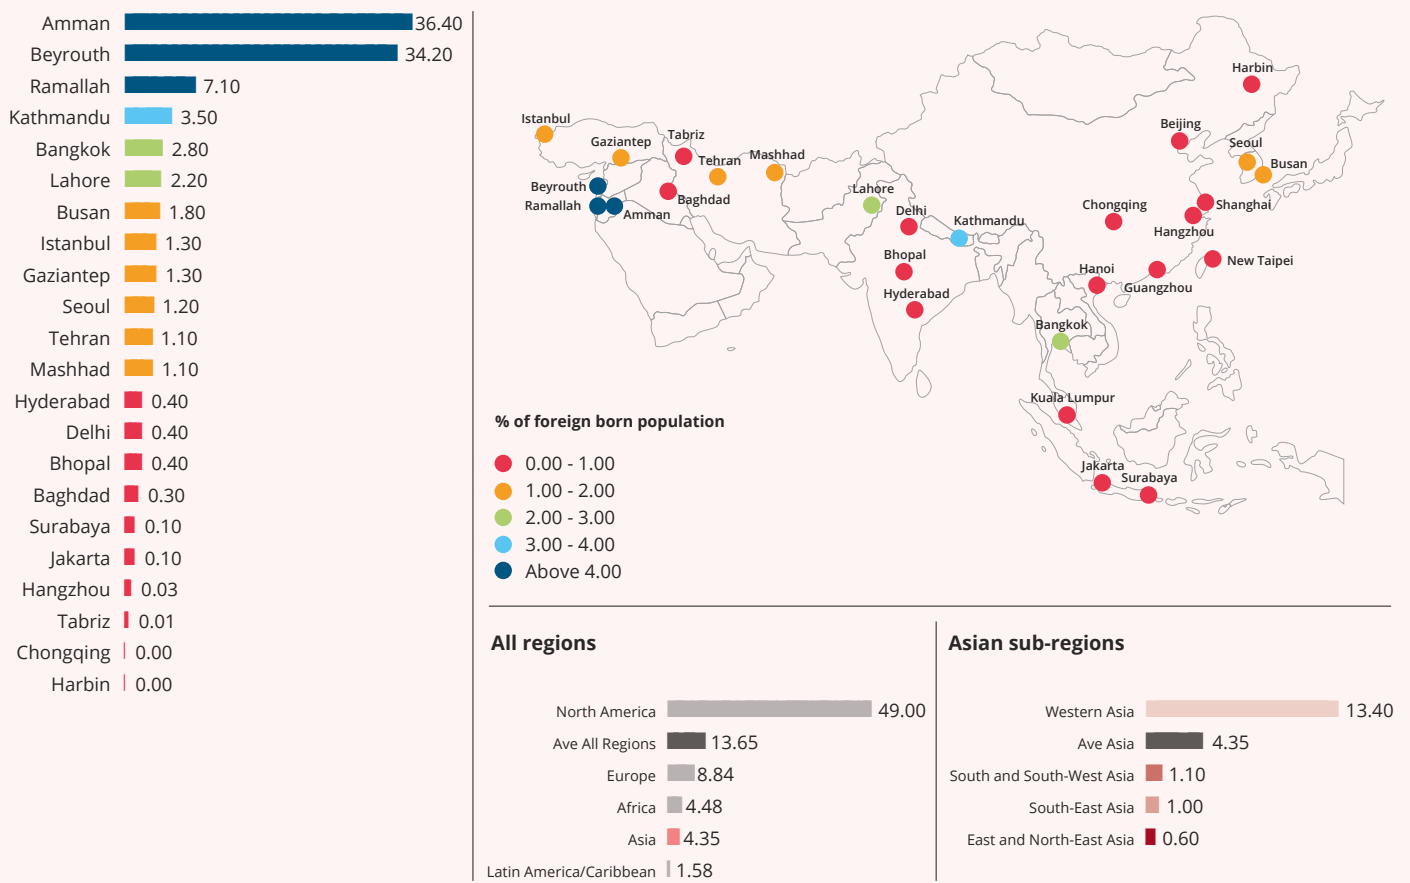 Amman 36.40
Beyrouth 34.20
Ramallah 7.10
Kathmandu 3.50
Bangkok 2.80
Lahore 2.20
Busan 1.80
Istanbul 1.30
Gaziantep 1.30
Seoul 1.20
Tehran 1.10
Mashhad 1.10
Hyderabad 0.40
Delhi 0.40
Bhopal 0.40
Baghdad 0.30
Surabaya 0.10
Jakarta 0.10
Hangzhou 0.03
Tabriz 0.01
Chongqing 0.00
Harbin 0.00
Harbin
Istanbul
Beijing
Gaziantep
Tabriz
Seoul
Tehran
Mashhad
Busan
Beyrouth
Lahore
Baghdad
Ramallah
Amman
Delhi
Kathmandu
Chongqing
Shanghai
Hangzhou
Bhopal
New Taipei
Hanoi
Guangzhou
Hyderabad
Bangkok
Kuala Lumpur
Jakarta
Surabaya
% of foreign born population
0.00 - 1.00
1.00 - 2.00
2.00 - 3.00
3.00 - 4.00
Above 4.00
All regions
North America 49.00
Ave All Regions 13.65
Europe 8.84
Africa 4.48
Asia 4.35
Latin America/Caribbean 1.58
Asian sub-regions
Western Asia 13.40
Ave Asia 4.35
South and South-West Asia 1.10
South-East Asia 1.00
East and North-East Asia 0.60